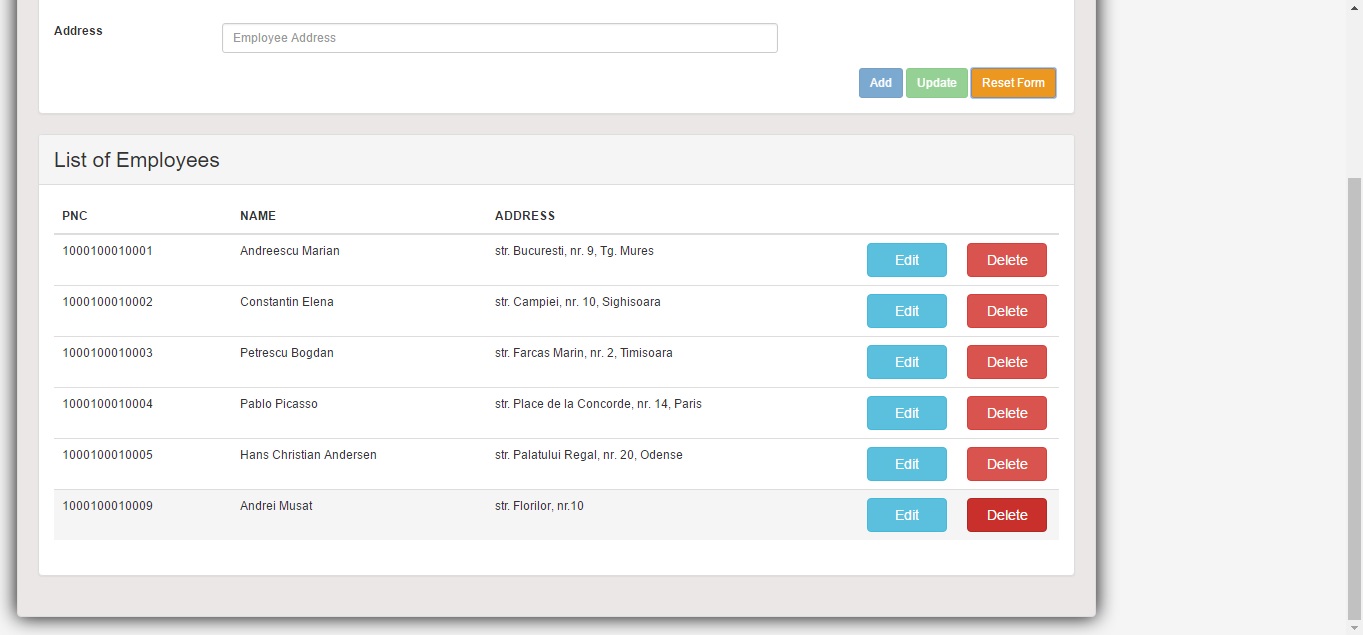 Address
Employee Address
Add Update Reset Form
List of Employees
PNC NAME ADDRESS
1000100010001 Andreescu Marian str. Bucuresti, nr. 9, Tg. Mures Edit Delete
1000100010002 Constantin Elena str. Campiei, nr. 10, Sighisoara Edit Delete
1000100010003 Petrescu Bogdan str. Farcas Marin, nr. 2, Timisoara Edit Delete
1000100010004 Pablo Picasso str. Place de la Concorde, nr. 14, Paris Edit Delete
1000100010005 Hans Christian Andersen str. Palatului Regal, nr. 20, Odense Edit Delete
1000100010009 Andrei Musat str. Florilor, nr.10 Edit Delete